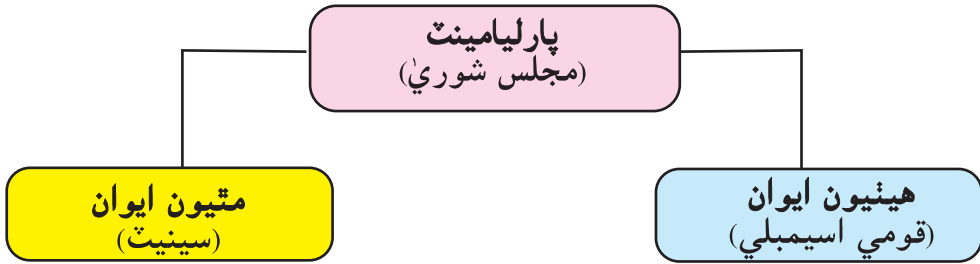 پارليامينٽ
(مجلس شوريٰ)
هيٺيون ايوان
(قومي اسيمبلي)
مٿيون ايوان
(سينيٽ)